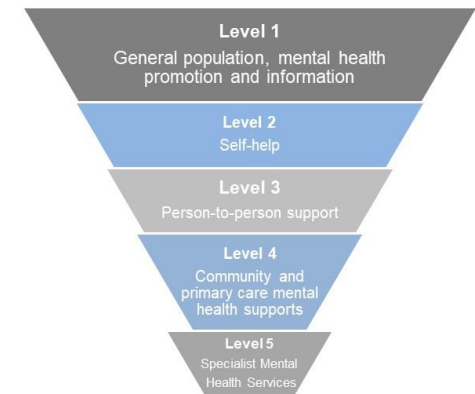 Level 1
General population, mental health
promotion and information
Level 2
Self-help
Level 3
Person-to-person support
Level 4
Community and
primary care mental
health supports
Level 5
Specialist Mental
Health Services